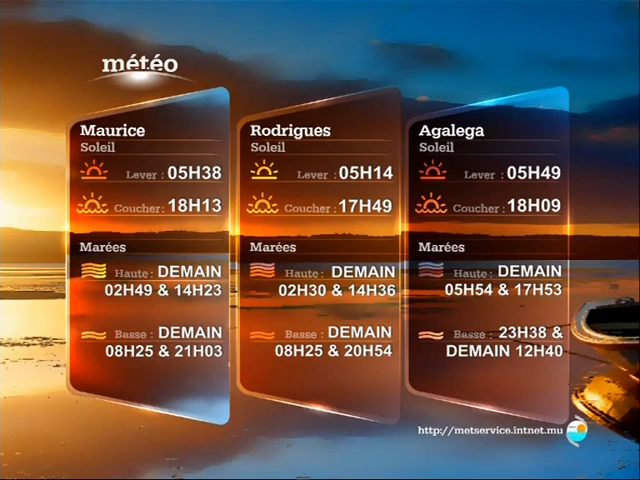 météo
Maurice
Soleil
Lever : 05H38
Coucher : 18H13
Marées
Haute : DEMAIN
02H49 & 14H23
Basse : DEMAIN
08H25 & 21H03
Rodrigues
Soleil
Lever : 05H14
Coucher : 17H49
Marées
Haute : DEMAIN
02H30 & 14H36
Basse : DEMAIN
08H25 & 20H54
Agalega
Soleil
Lever : 05H49
Coucher : 18H09
Marées
Haute : DEMAIN
05H54 & 17H53
Basse : 23H38 &
DEMAIN 12H40
http://metservice.intnet.mu